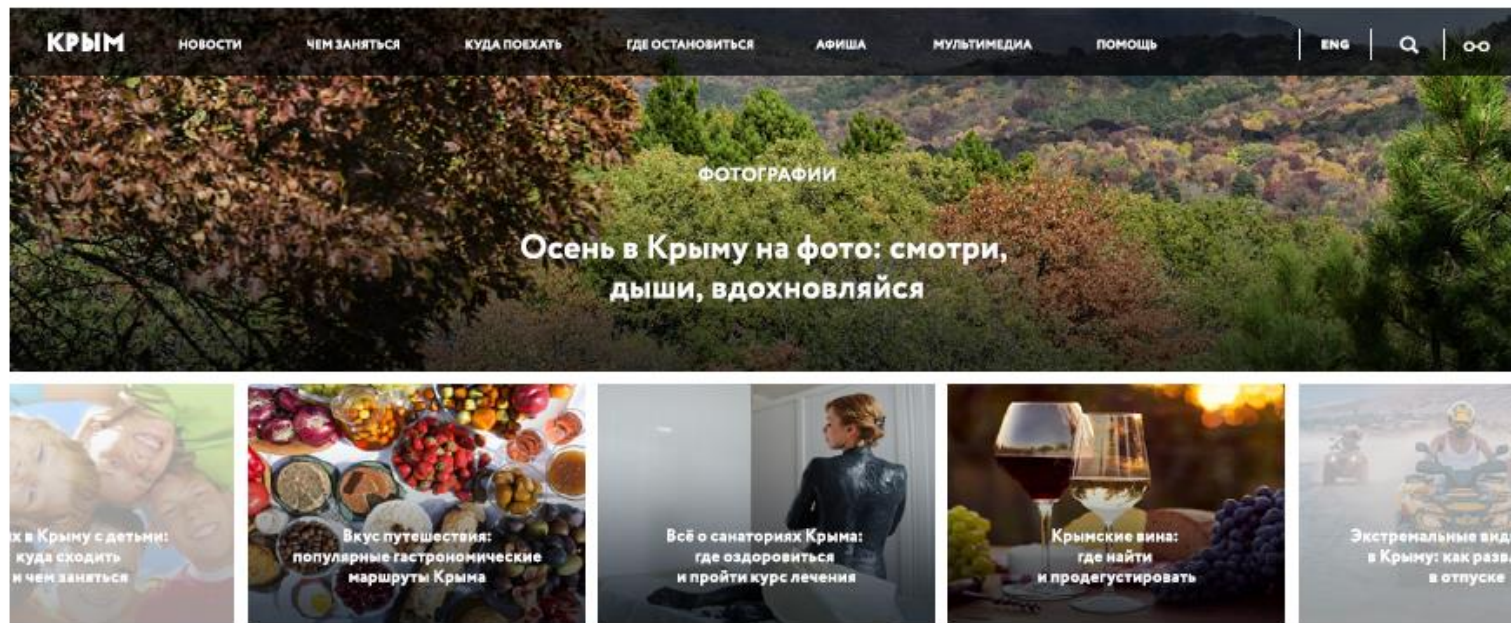 КРЫМ
НОВОСТИ
ЧЕМ ЗАНЯТЬСЯ
КУДА ПОЕХАТЬ
ГДЕ ОСТАНОВИТЬСЯ
АФИША
МУЛЬТИМЕДИА
ПОМОЩЬ
ENG
ФОТОГРАФИИ
Осень в Крыму на фото: смотри,
дыши, вдохновляйся
в Крыму с детьми:
куда сходить
и чем заняться
Вкус путешествия:
популярные гастрономические
маршруты Крыма
Всё о санаториях Крыма:
где оздоровиться
и пройти курс лечения
Крымские вина:
где найти
и продегустировать
Экстремальные
в Крыму: как
в отпуске